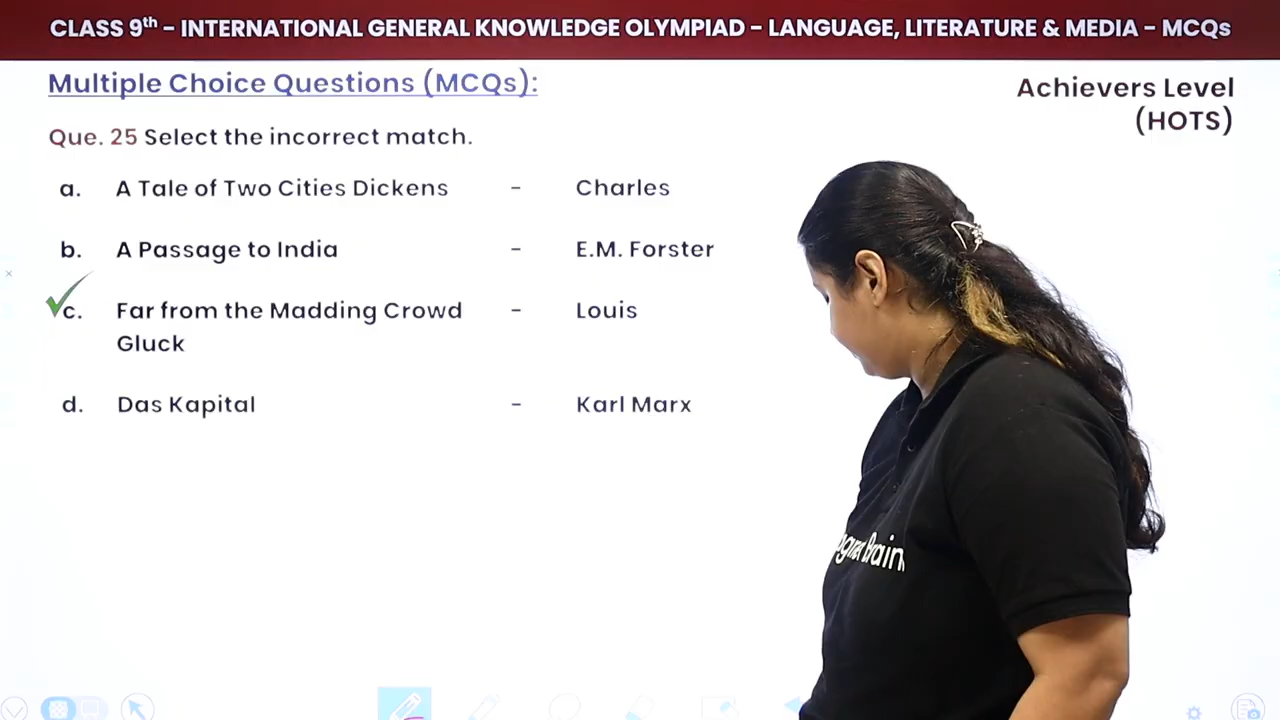 CLASS 9th - INTERNATIONAL GENERAL KNOWLEDGE OLYMPIAD - LANGUAGE, LITERATURE & MEDIA - MCQs
Multiple Choice Questions (MCQs):
Achievers Level
(HOTS)
Que. 25 Select the incorrect match.
a. A Tale of Two Cities Dickens - Charles
b. A Passage to India - E.M. Forster
c. Far from the Madding Crowd - Louis
Gluck
d. Das Kapital - Karl Marx